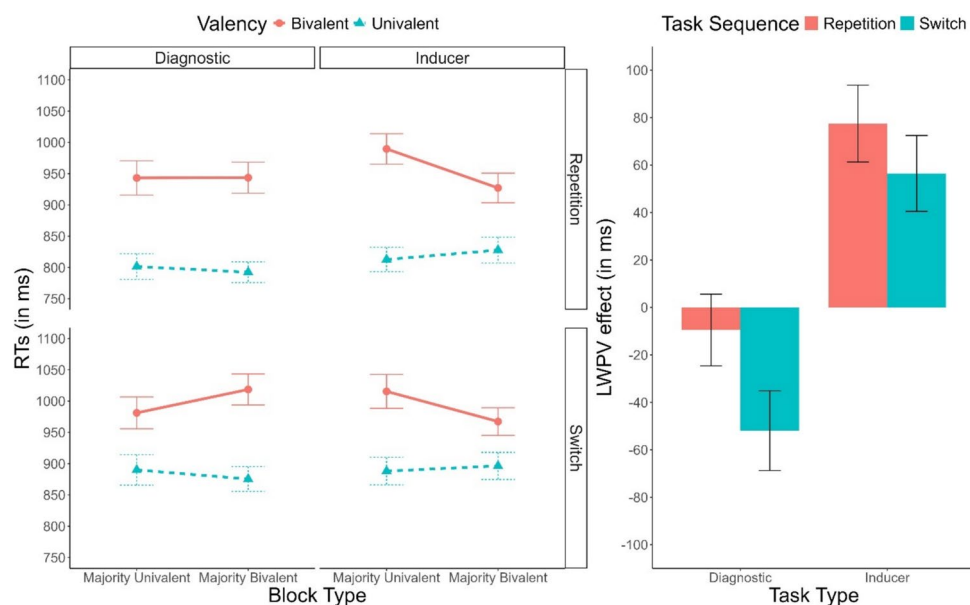 Valency Bivalent Univalent
Diagnostic
Inducer
1100
1050
1000
950
900
850
800
750
Repetition
1100
1050
1000
950
900
850
800
750
Switch
RTs (in ms)
Majority Univalent Majority Bivalent
Majority Univalent Majority Bivalent
Block Type
Task Sequence Repetition Switch
100
80
60
40
20
0
-20
-40
-60
-80
-100
LWPV effect (in ms)
Diagnostic
Inducer
Task Type